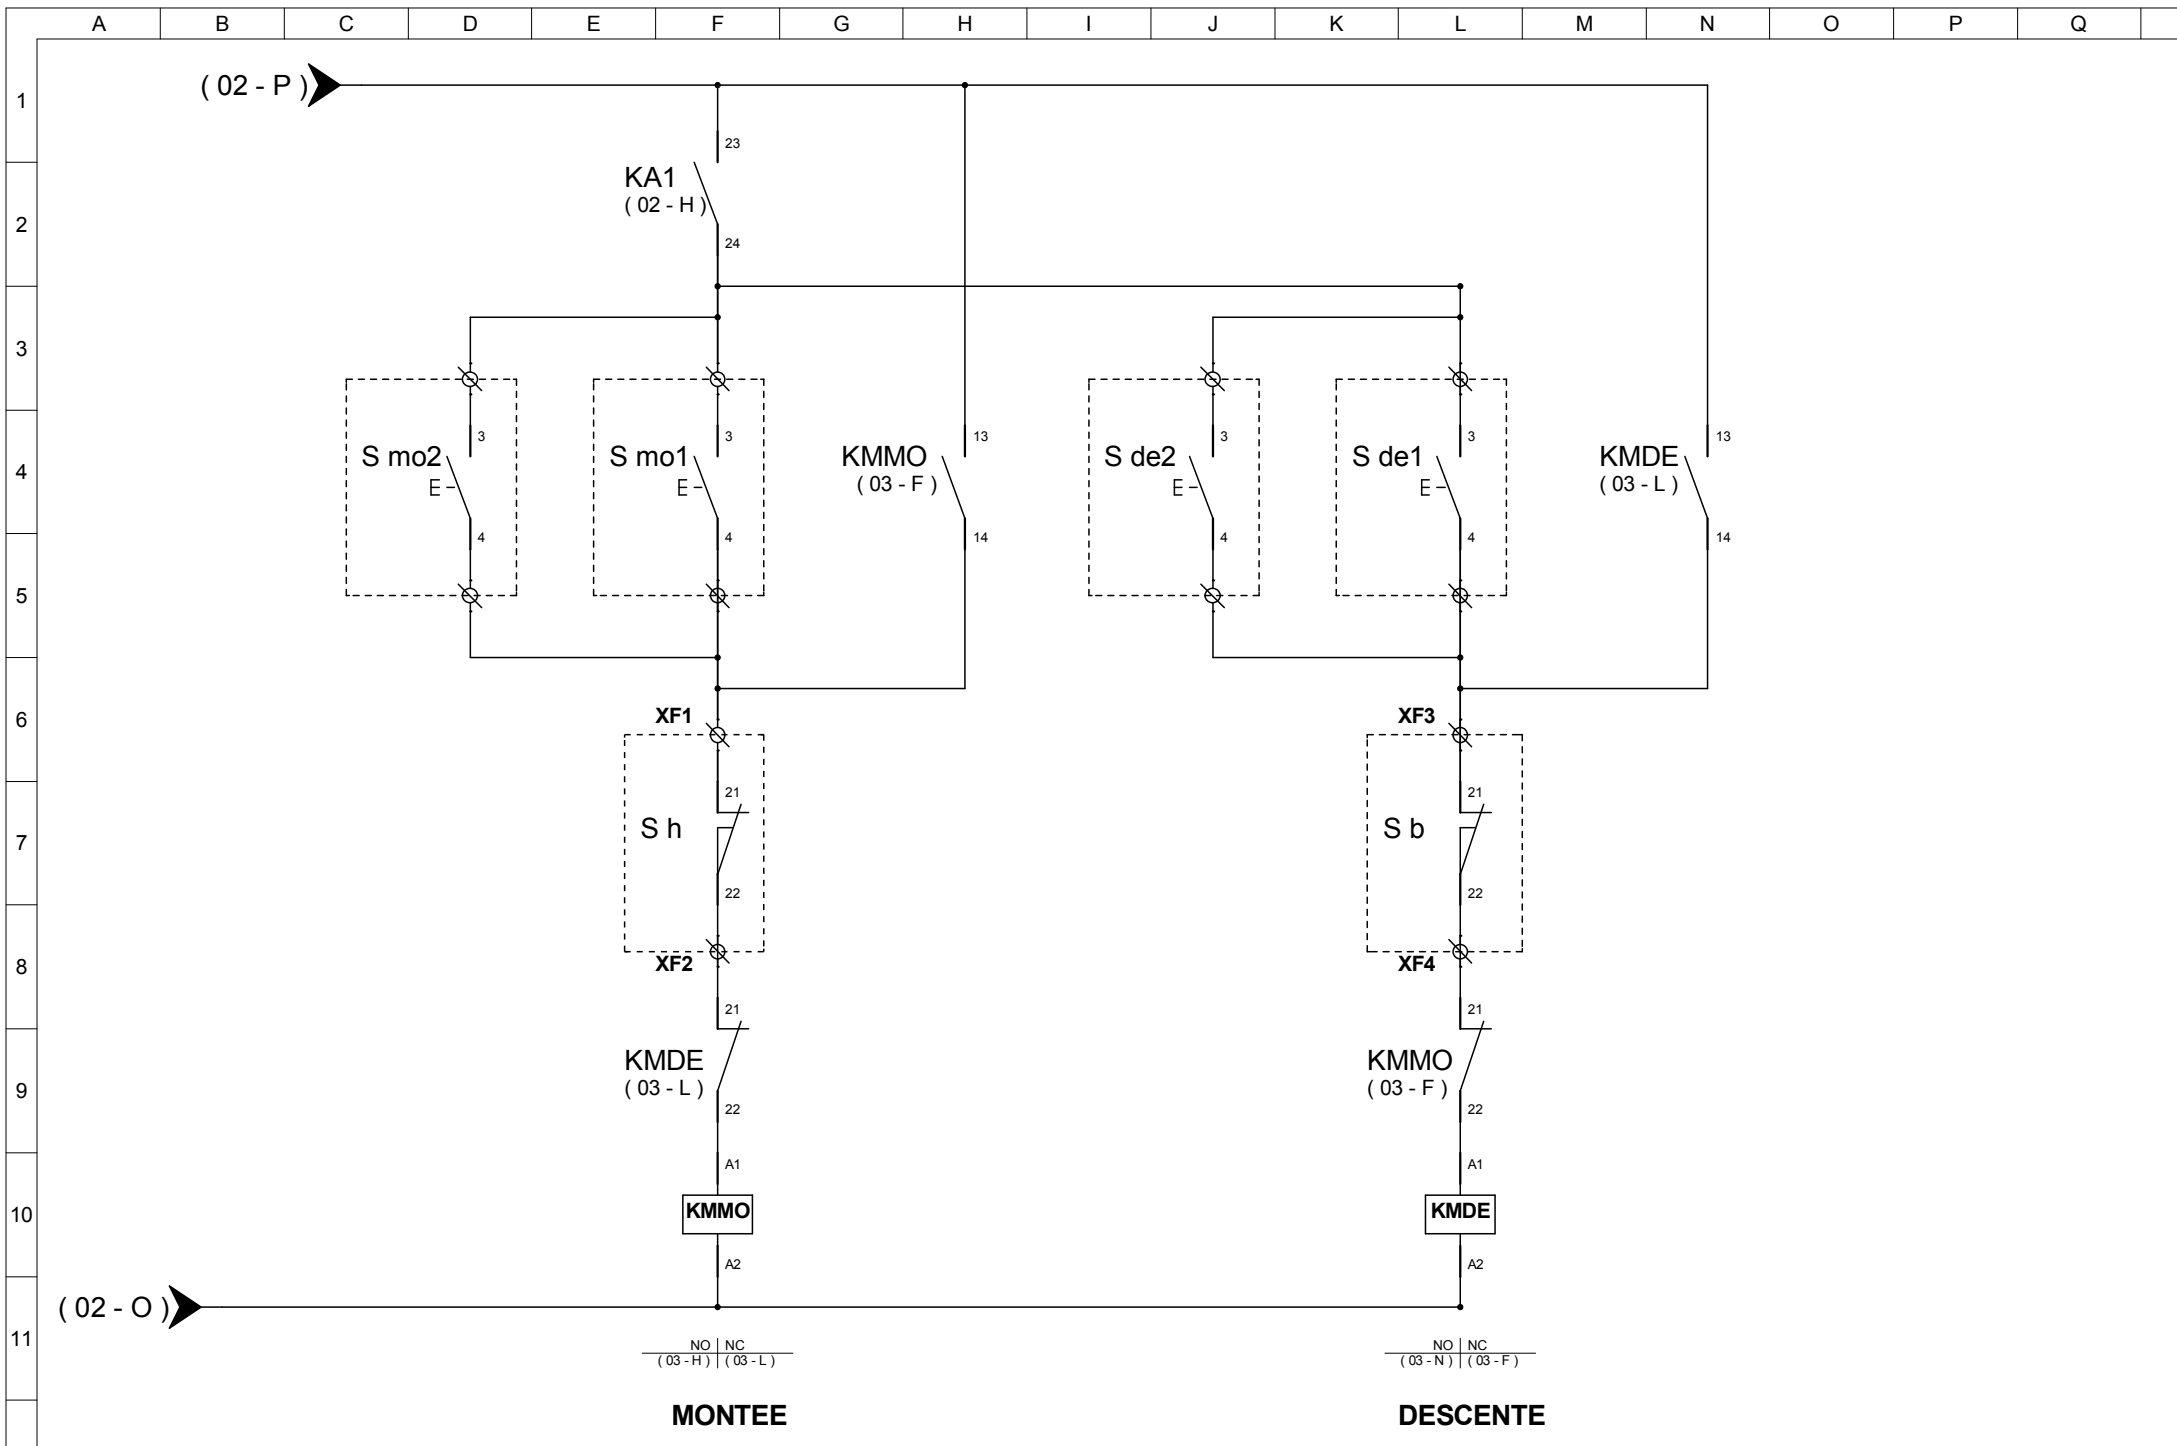 A B C D E F G H I J K L M N O P Q
1
( 02 - P )
23
KA1
( 02 - H )
2
24
3
3 3 3 3
S mo2 S mo1 KMMO 13 S de2 S de1 KMDE 13
4
E E ( 03 - F ) E E ( 03 - L )
4 4 14 4 4 14
5
6
XF1 XF3
21 21
7
S h S b
22 22
8
XF2 XF4
21 21
KMDE KMMO
9
( 03 - L ) ( 03 - F )
22 22
A1 A1
10
KMMO KMDE
A2 A2
( 02 - O )
11
NO NC NO NC
( 03 - H ) ( 03 - L ) ( 03 - N ) ( 03 - F )
MONTEE DESCENTE